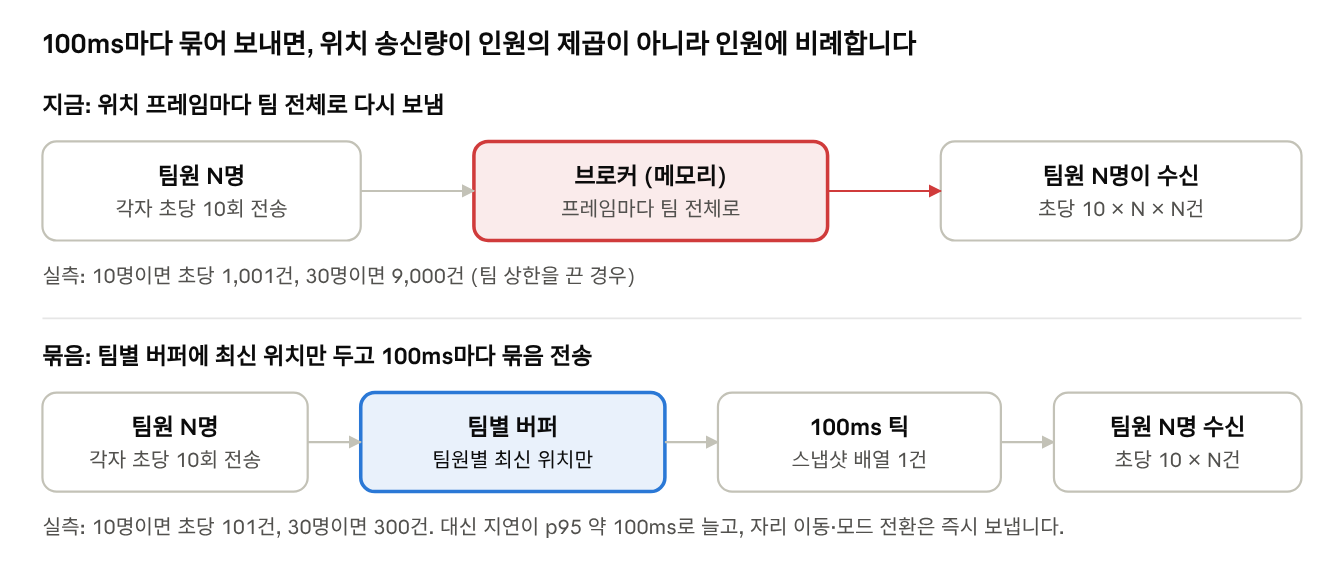 100ms마다 묶어 보내면, 위치 송신량이 인원의 제곱이 아니라 인원에 비례합니다
지금: 위치 프레임마다 팀 전체로 다시 보냄
팀원 N명
각자 초당 10회 전송
브로커 (메모리)
프레임마다 팀 전체로
팀원 N명이 수신
초당 10 × N × N건
실측: 10명이면 초당 1,001건, 30명이면 9,000건 (팀 상한을 끈 경우)
묶음: 팀별 버퍼에 최신 위치만 두고 100ms마다 묶음 전송
팀원 N명
각자 초당 10회 전송
팀별 버퍼
팀원별 최신 위치만
100ms 틱
스냅샷 배열 1건
팀원 N명 수신
초당 10 × N건
실측: 10명이면 초당 101건, 30명이면 300건. 대신 지연이 p95 약 100ms로 늘고, 자리 이동·모드 전환은 즉시 보냅니다.